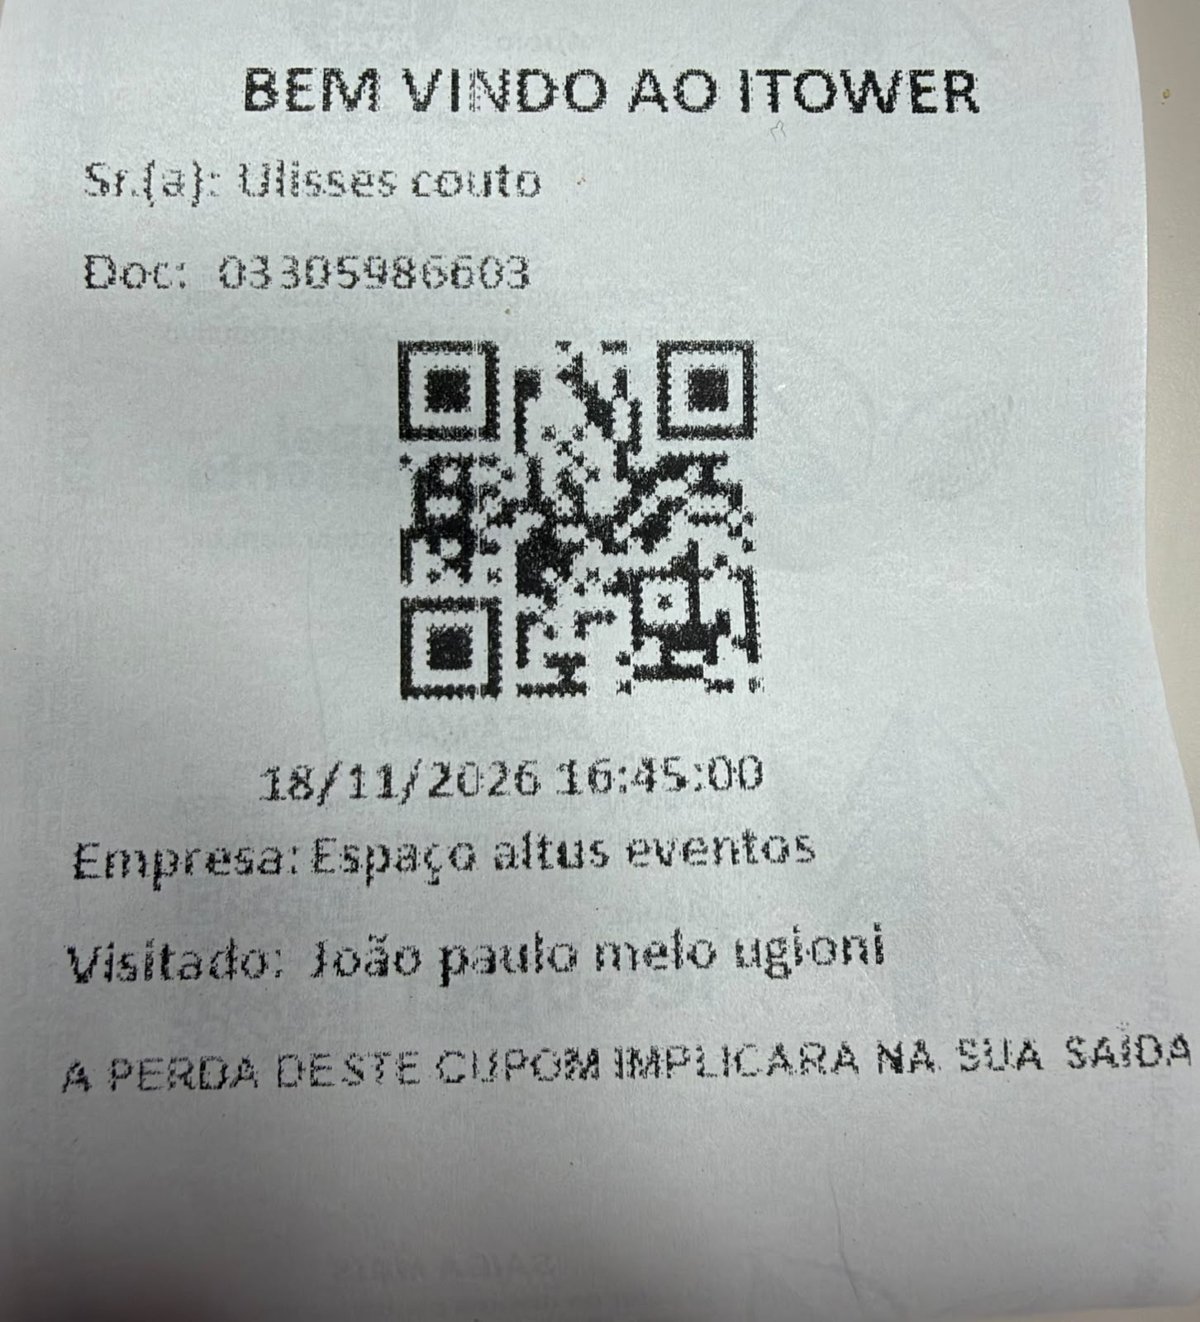 BEM VINDO AO ITOWER
Sr.(a): Ulisses couto
Doc: 03305986603
18/11/2026 16:45:00
Empresa: Espaço altus eventos
Visitado: João paulo melo ugioni
A PERDA DESTE CUPOM IMPLICARA NA SUA SAÍDA